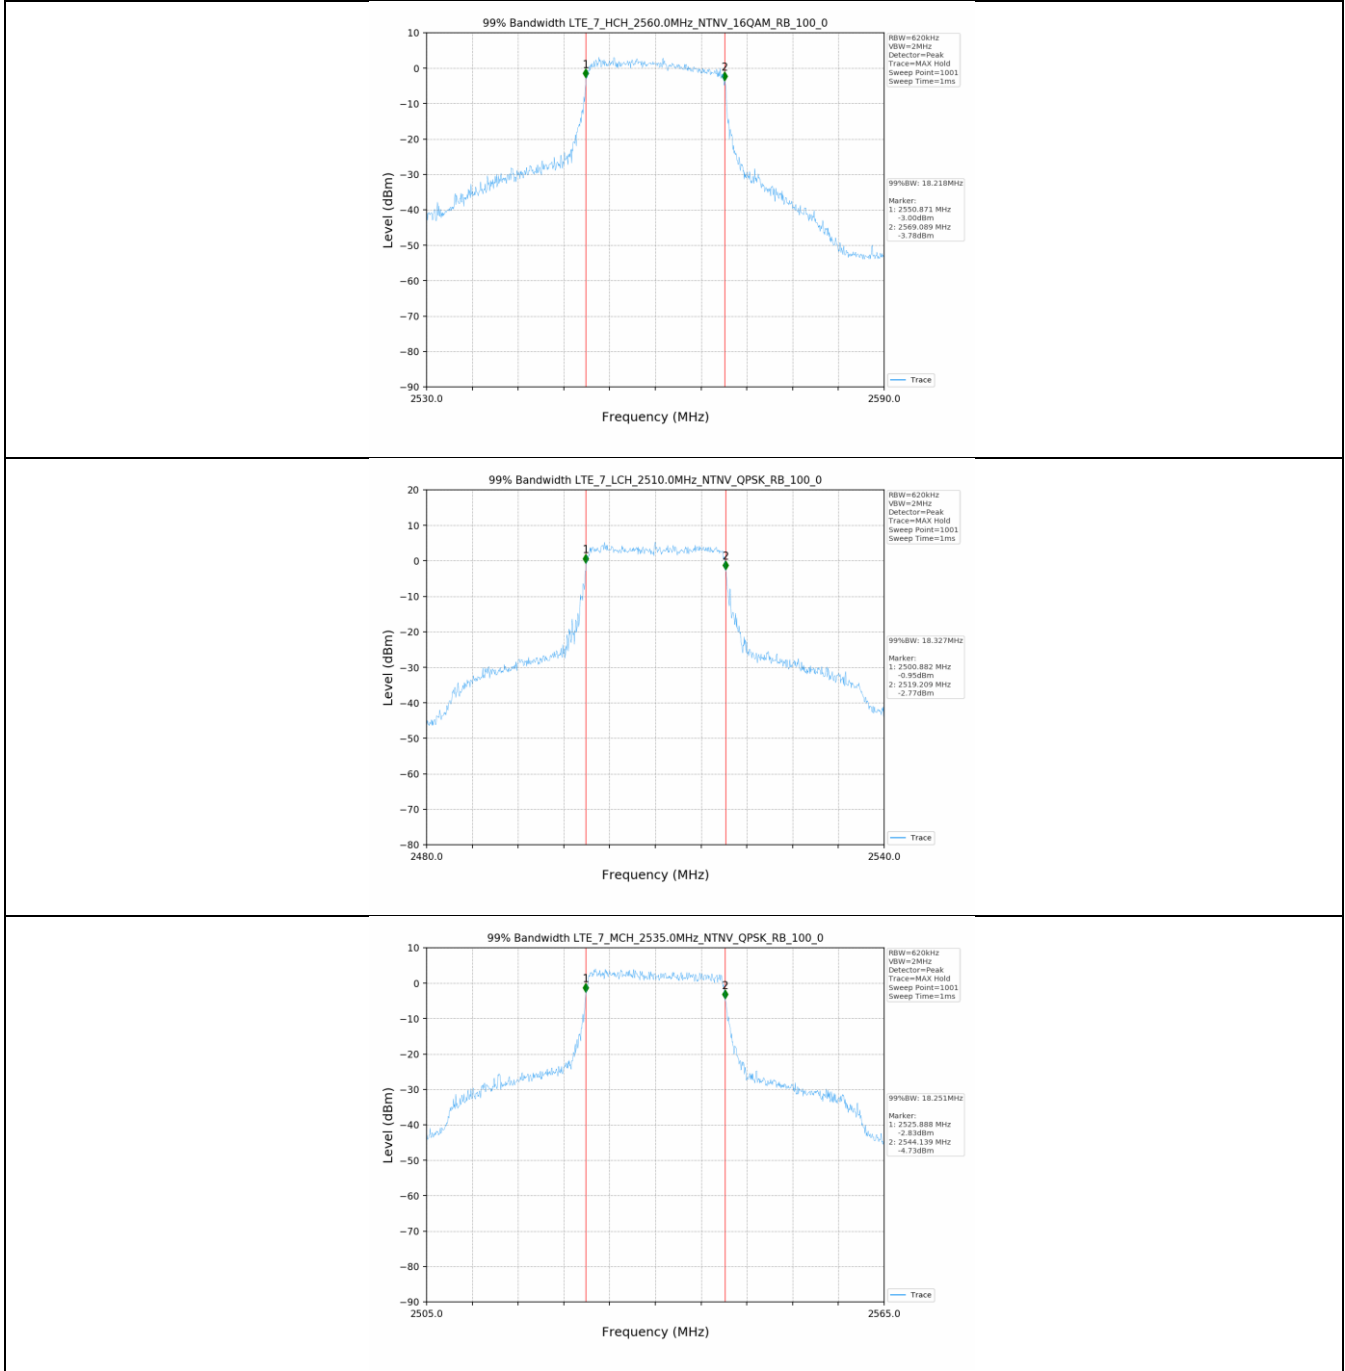 99% Bandwidth LTE_7_HCH_2560.0MHz_NTNV_16QAM_RB_100_0
10
0
−10
−20
−30
−40
−50
−60
−70
−80
−90
Level (dBm)
1
2
2530.0
2590.0
Frequency (MHz)
RBW=620kHz
VBW=2MHz
Detector=Peak
Trace=MAX Hold
Sweep Point=1001
Sweep Time=1ms
99%BW: 18.218MHz
Marker:
1: 2550.871 MHz
-3.00dBm
2: 2569.089 MHz
-3.78dBm
Trace
99% Bandwidth LTE_7_LCH_2510.0MHz_NTNV_QPSK_RB_100_0
20
10
0
−10
−20
−30
−40
−50
−60
−70
−80
Level (dBm)
1
2
2480.0
2540.0
Frequency (MHz)
RBW=620kHz
VBW=2MHz
Detector=Peak
Trace=MAX Hold
Sweep Point=1001
Sweep Time=1ms
99%BW: 18.327MHz
Marker:
1: 2500.882 MHz
-0.95dBm
2: 2519.209 MHz
-2.77dBm
Trace
99% Bandwidth LTE_7_MCH_2535.0MHz_NTNV_QPSK_RB_100_0
10
0
−10
−20
−30
−40
−50
−60
−70
−80
−90
Level (dBm)
1
2
2505.0
2565.0
Frequency (MHz)
RBW=620kHz
VBW=2MHz
Detector=Peak
Trace=MAX Hold
Sweep Point=1001
Sweep Time=1ms
99%BW: 18.251MHz
Marker:
1: 2525.888 MHz
-2.83dBm
2: 2544.139 MHz
-4.73dBm
Trace